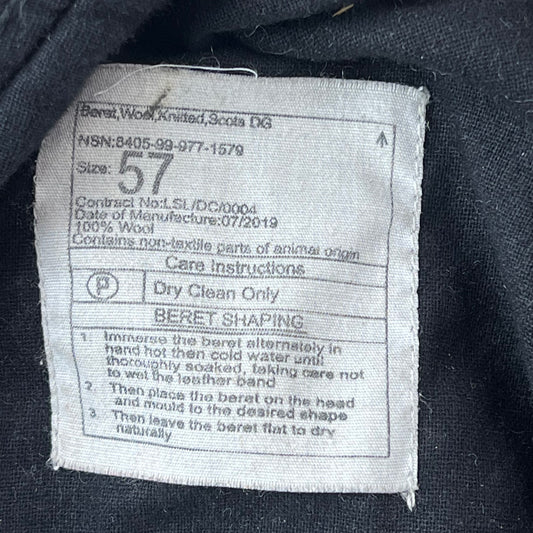 Beret,Wool,Knitted,Scots DG
NSN:8405-99-977-1579
Size: 57
Contract No:LSL/DC/0004
Date of Manufacture:07/2019
100% Wool
Contains non-textile parts of animal origin
Care Instructions
P Dry Clean Only
BERET SHAPING
1. Immerse the beret alternately in
hand hot then cold water until
thoroughly soaked, taking care not
to wet the leather band
2. Then place the beret on the head
and mould to the desired shape
3. Then leave the beret flat to dry
naturally